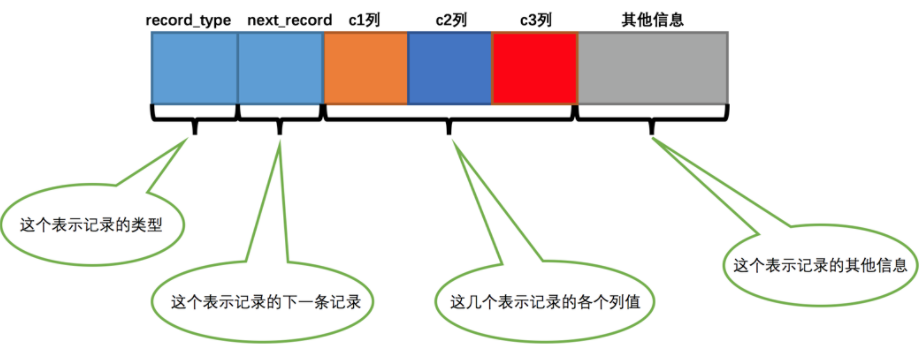 record_type next_record c1列 c2列 c3列 其他信息
这个表示记录的类型
这个表示记录的下一条记录
这几个表示记录的各个列值
这个表示记录的其他信息